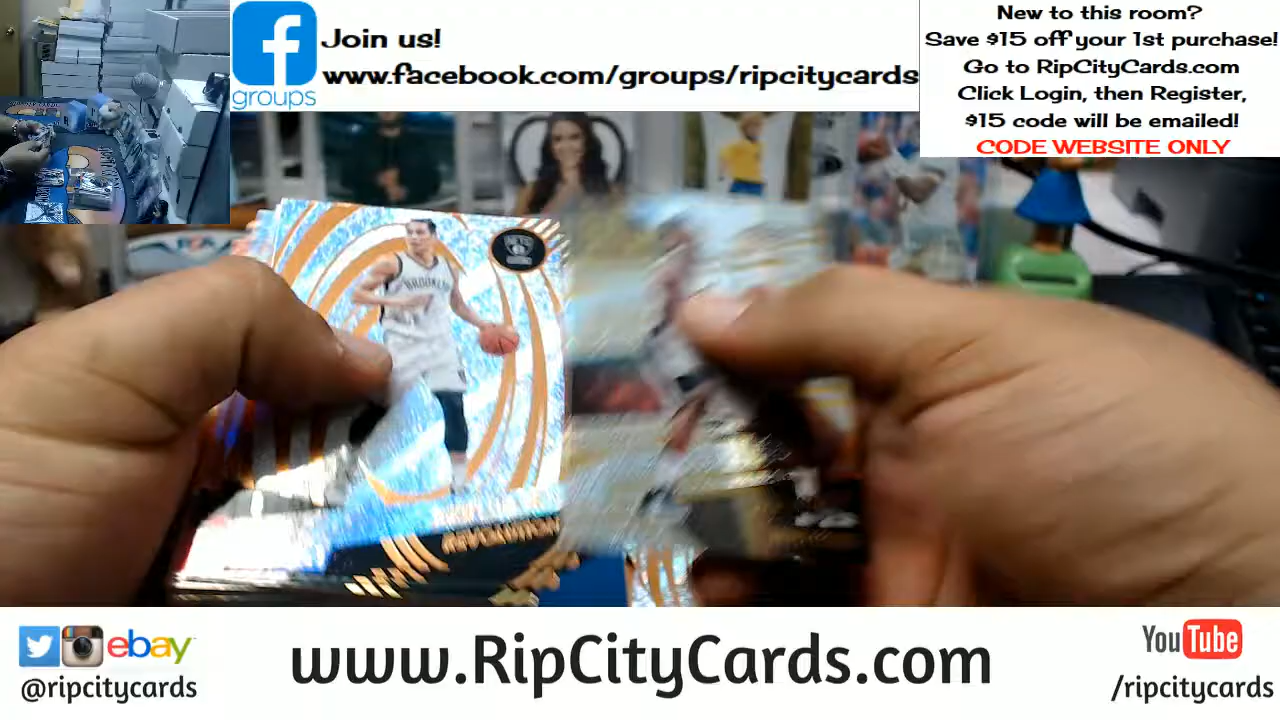 Join us!
www.facebook.com/groups/ripcitycards
groups
New to this room?
Save $15 off your 1st purchase!
Go to RipCityCards.com
Click Login, then Register,
$15 code will be emailed!
CODE WEBSITE ONLY
BROOKLYN
REVOLUTION
ebay
@ripcitycards
www.RipCityCards.com
YouTube
/ripcitycards